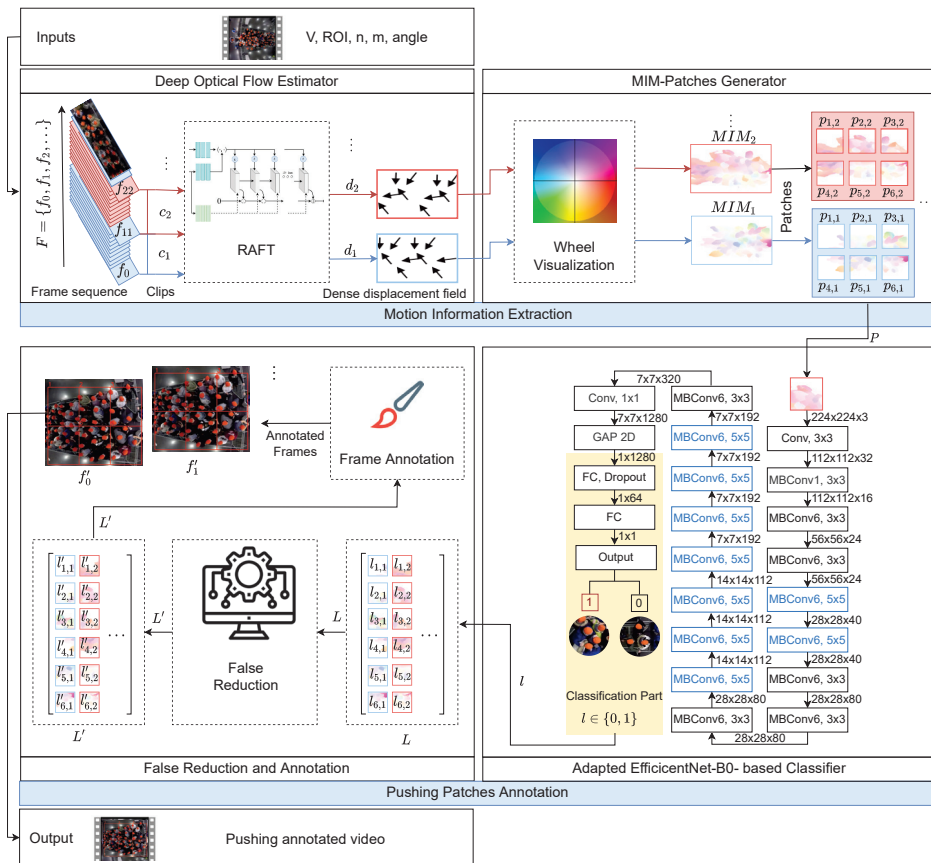 Inputs
V, ROI, n, m, angle
Deep Optical Flow Estimator
F = {f0, f1, f2, . . .}
f22
f11
f0
c2
c1
Frame sequence
Clips
RAFT
d2
d1
Dense displacement field
MIM-Patches Generator
Wheel
Visualization
MIM2
MIM1
Patches
p1,2 p2,2 p3,2
p4,2 p5,2 p6,2
p1,1 p2,1 p3,1
p4,1 p5,1 p6,1
Motion Information Extraction
P
224x224x3
Conv, 3x3
112x112x32
MBConv1, 3x3
112x112x16
MBConv6, 3x3
56x56x24
MBConv6, 3x3
56x56x24
MBConv6, 5x5
28x28x40
MBConv6, 5x5
28x28x40
MBConv6, 3x3
28x28x80
MBConv6, 3x3
28x28x80
MBConv6, 3x3
28x28x80
MBConv6, 5x5
14x14x112
MBConv6, 5x5
14x14x112
MBConv6, 5x5
14x14x112
MBConv6, 5x5
7x7x192
MBConv6, 5x5
7x7x192
MBConv6, 5x5
7x7x192
MBConv6, 5x5
7x7x192
MBConv6, 3x3
7x7x320
Conv, 1x1
7x7x1280
GAP 2D
1x1280
FC, Dropout
1x64
FC
1x1
Output
1 0
Classification Part
l ∈ {0, 1}
l
Adapted EfficicentNet-B0- based Classifier
f′0
f′1
Annotated
Frames
Frame Annotation
L′
l′1,1 l′1,2
l′2,1 l′2,2
l′3,1 l′3,2
l′4,1 l′4,2
l′5,1 l′5,2
l′6,1 l′6,2
L′
L′
False
Reduction
L
l1,1 l1,2
l2,1 l2,2
l3,1 l3,2
l4,1 l4,2
l5,1 l5,2
l6,1 l6,2
L
False Reduction and Annotation
Pushing Patches Annotation
Output
Pushing annotated video